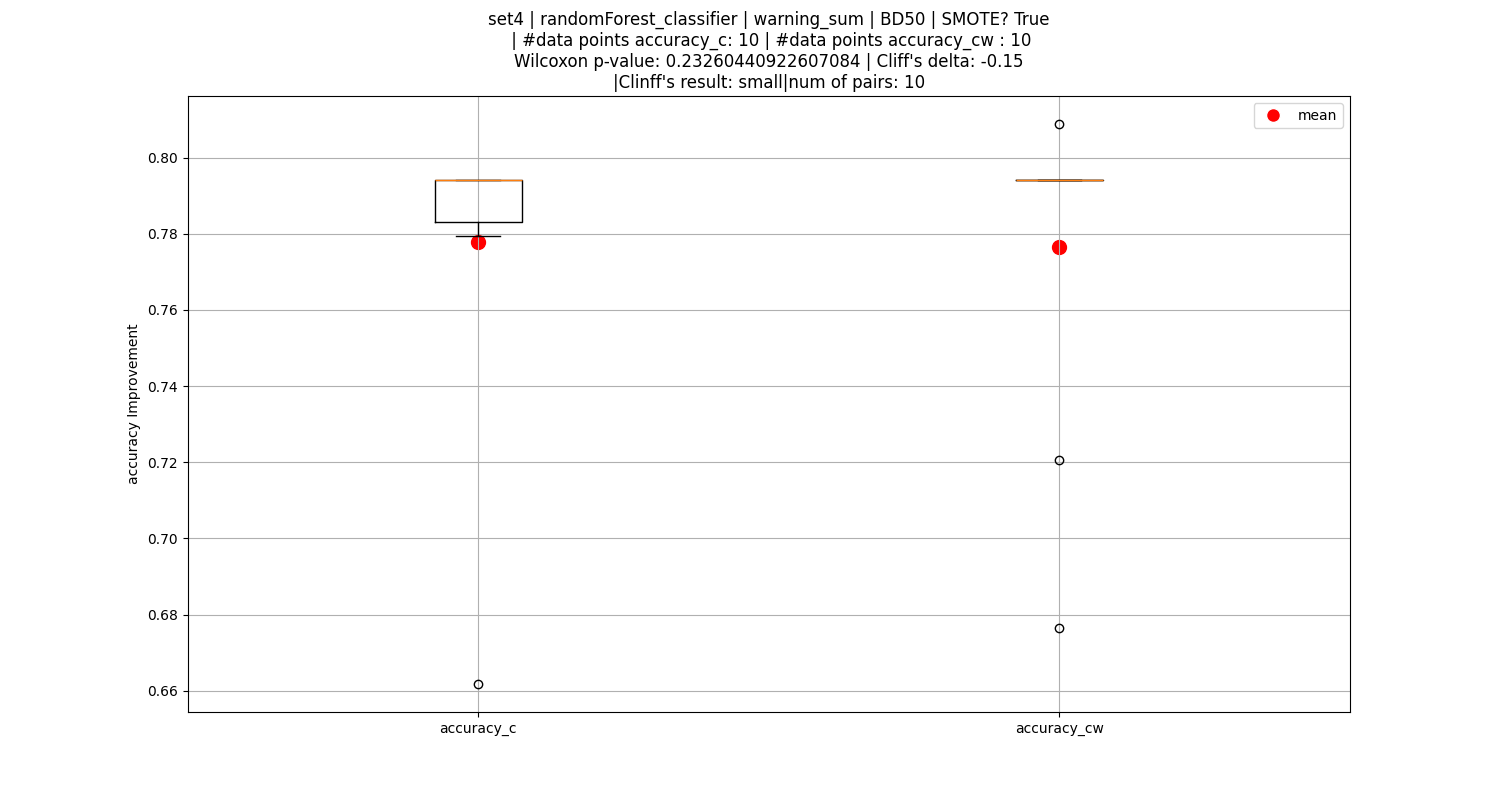 set4 | randomForest_classifier | warning_sum | BD50 | SMOTE? True
| #data points accuracy_c: 10 | #data points accuracy_cw : 10
Wilcoxon p-value: 0.23260440922607084 | Cliff's delta: -0.15
|Clinff's result: small|num of pairs: 10
mean
0.80
0.78
0.76
0.74
0.72
0.70
0.68
0.66
accuracy Improvement
accuracy_c
accuracy_cw